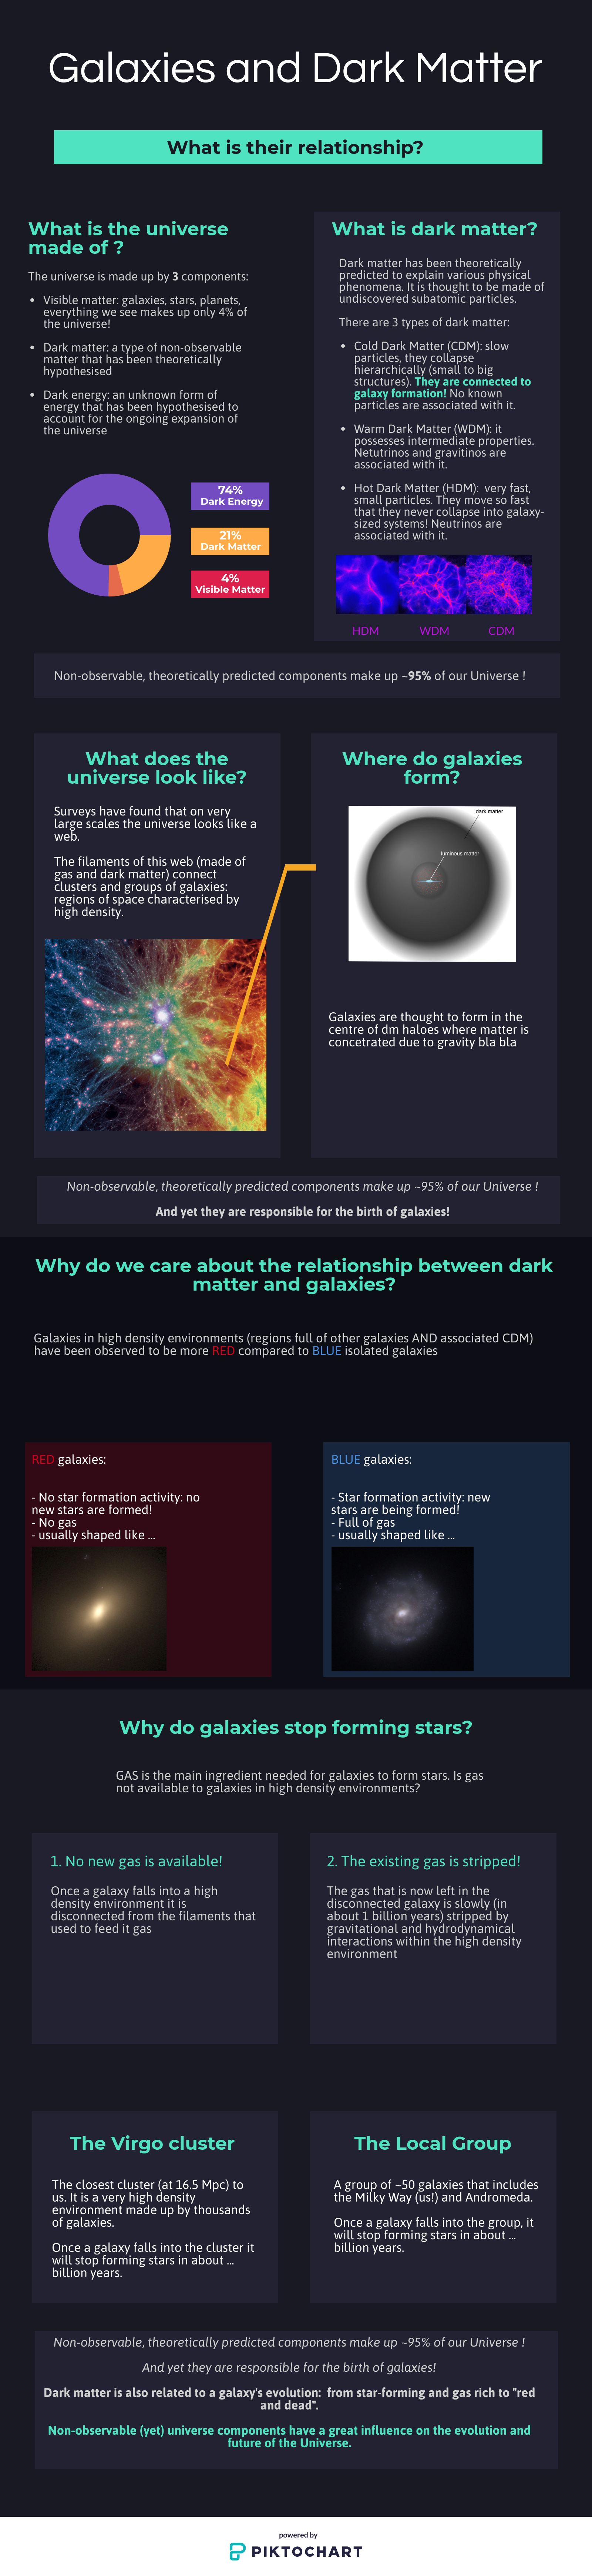 Galaxies and Dark Matter
What is their relationship?
What is the universe
made of ?
The universe is made up by 3 components:
• Visible matter: galaxies, stars, planets,
everything we see makes up only 4% of
the universe!
• Dark matter: a type of non-observable
matter that has been theoretically
hypothesised
• Dark energy: an unknown form of
energy that has been hypothesised to
account for the ongoing expansion of
the universe
74%
Dark Energy
21%
Dark Matter
4%
Visible Matter
What is dark matter?
Dark matter has been theoretically
predicted to explain various physical
phenomena. It is thought to be made of
undiscovered subatomic particles.
There are 3 types of dark matter:
• Cold Dark Matter (CDM): slow
particles, they collapse
hierarchically (small to big
structures). They are connected to
galaxy formation! No known
particles are associated with it.
• Warm Dark Matter (WDM): it
possesses intermediate properties.
Netutrinos and gravitinos are
associated with it.
• Hot Dark Matter (HDM): very fast,
small particles. They move so fast
that they never collapse into galaxy-
sized systems! Neutrinos are
associated with it.
HDM WDM CDM
Non-observable, theoretically predicted components make up ~95% of our Universe !
What does the
universe look like?
Surveys have found that on very
large scales the universe looks like a
web.
The filaments of this web (made of
gas and dark matter) connect
clusters and groups of galaxies:
regions of space characterised by
high density.
Where do galaxies
form?
dark matter
luminous matter
Galaxies are thought to form in the
centre of dm haloes where matter is
concetrated due to gravity bla bla
Non-observable, theoretically predicted components make up ~95% of our Universe !
And yet they are responsible for the birth of galaxies!
Why do we care about the relationship between dark
matter and galaxies?
Galaxies in high density environments (regions full of other galaxies AND associated CDM)
have been observed to be more RED compared to BLUE isolated galaxies
RED galaxies:
- No star formation activity: no
new stars are formed!
- No gas
- usually shaped like ...
BLUE galaxies:
- Star formation activity: new
stars are being formed!
- Full of gas
- usually shaped like ...
Why do galaxies stop forming stars?
GAS is the main ingredient needed for galaxies to form stars. Is gas
not available to galaxies in high density environments?
1. No new gas is available!
Once a galaxy falls into a high
density environment it is
disconnected from the filaments that
used to feed it gas
2. The existing gas is stripped!
The gas that is now left in the
disconnected galaxy is slowly (in
about 1 billion years) stripped by
gravitational and hydrodynamical
interactions within the high density
environment
The Virgo cluster
The closest cluster (at 16.5 Mpc) to
us. It is a very high density
environment made up by thousands
of galaxies.
Once a galaxy falls into the cluster it
will stop forming stars in about ...
billion years.
The Local Group
A group of ~50 galaxies that includes
the Milky Way (us!) and Andromeda.
Once a galaxy falls into the group, it
will stop forming stars in about ...
billion years.
Non-observable, theoretically predicted components make up ~95% of our Universe !
And yet they are responsible for the birth of galaxies!
Dark matter is also related to a galaxy's evolution: from star-forming and gas rich to "red
and dead".
Non-observable (yet) universe components have a great influence on the evolution and
future of the Universe.
powered by
PIKTOCHART